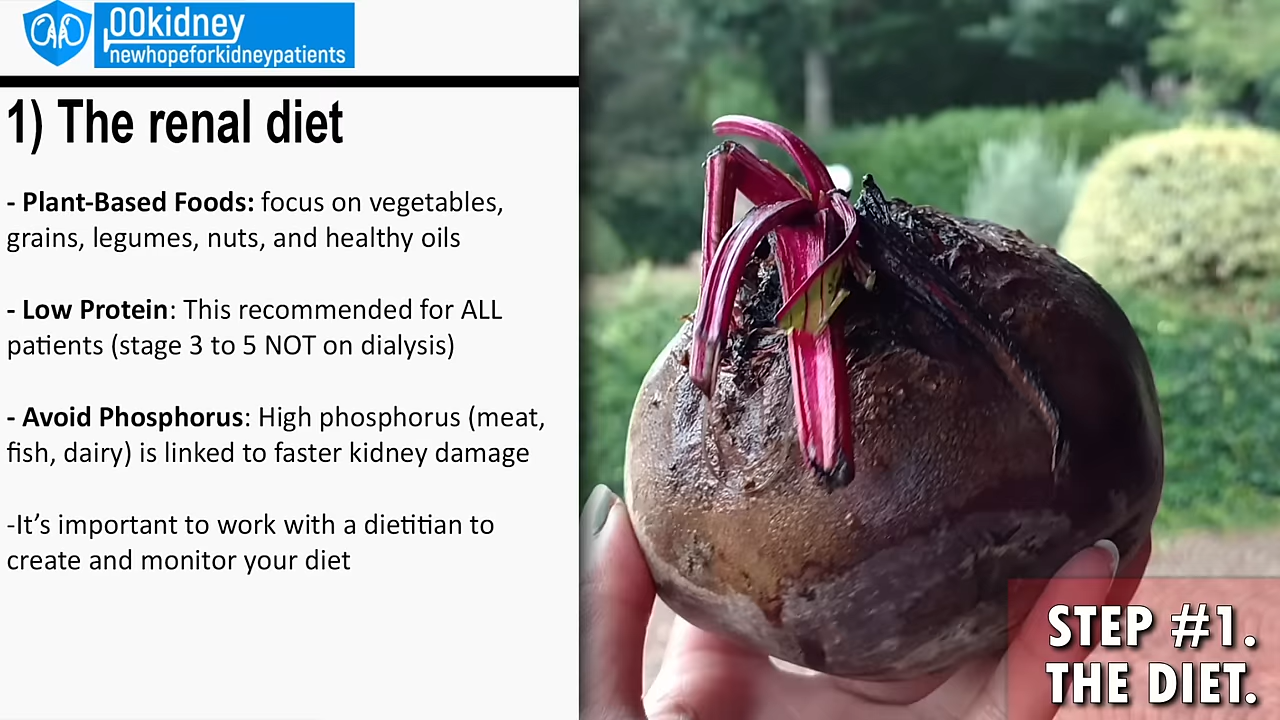 00kidney
newhopeforkidneypatients
1) The renal diet
- Plant-Based Foods: focus on vegetables,
grains, legumes, nuts, and healthy oils
- Low Protein: This recommended for ALL
patients (stage 3 to 5 NOT on dialysis)
- Avoid Phosphorus: High phosphorus (meat,
fish, dairy) is linked to faster kidney damage
-It’s important to work with a dietitian to
create and monitor your diet
STEP #1.
THE DIET.